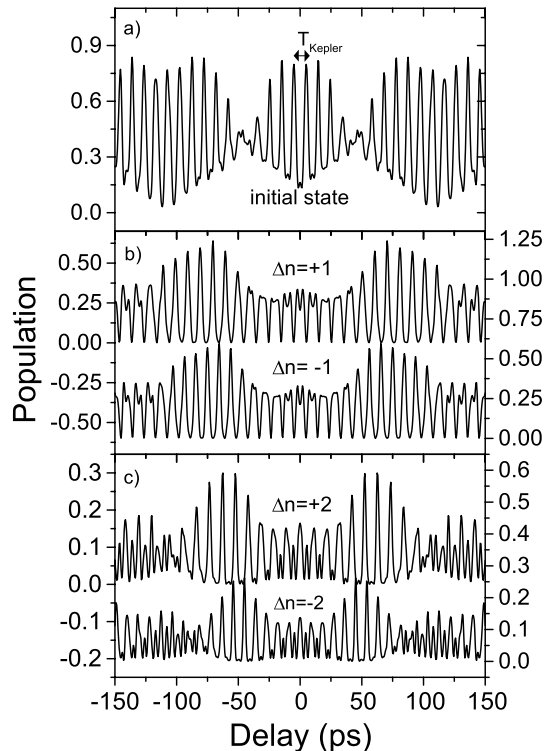 a)
T Kepler
0.9
0.6
0.3
0.0
initial state
b)
0.50
0.25
0.00
-0.25
-0.50
Δn=+1
Δn= -1
1.25
1.00
0.75
0.50
0.25
0.00
c)
0.3
0.2
0.1
0.0
-0.1
-0.2
Δn=+2
Δn=-2
0.6
0.5
0.4
0.3
0.2
0.1
0.0
Population
-150 -100 -50 0 50 100 150
Delay (ps)